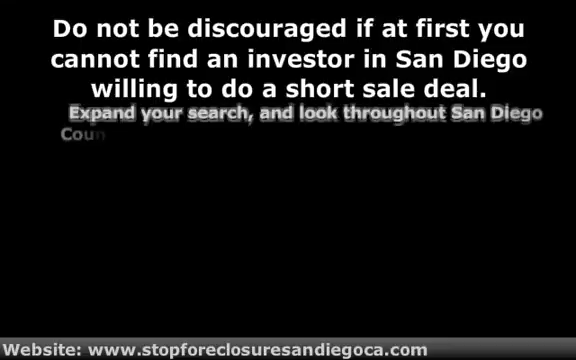 Do not be discouraged if at first you
cannot find an investor in San Diego
willing to do a short sale deal.
Expand your search, and look throughout San Diego
Coun
Website: www.stopforeclosuresandiegoca.com